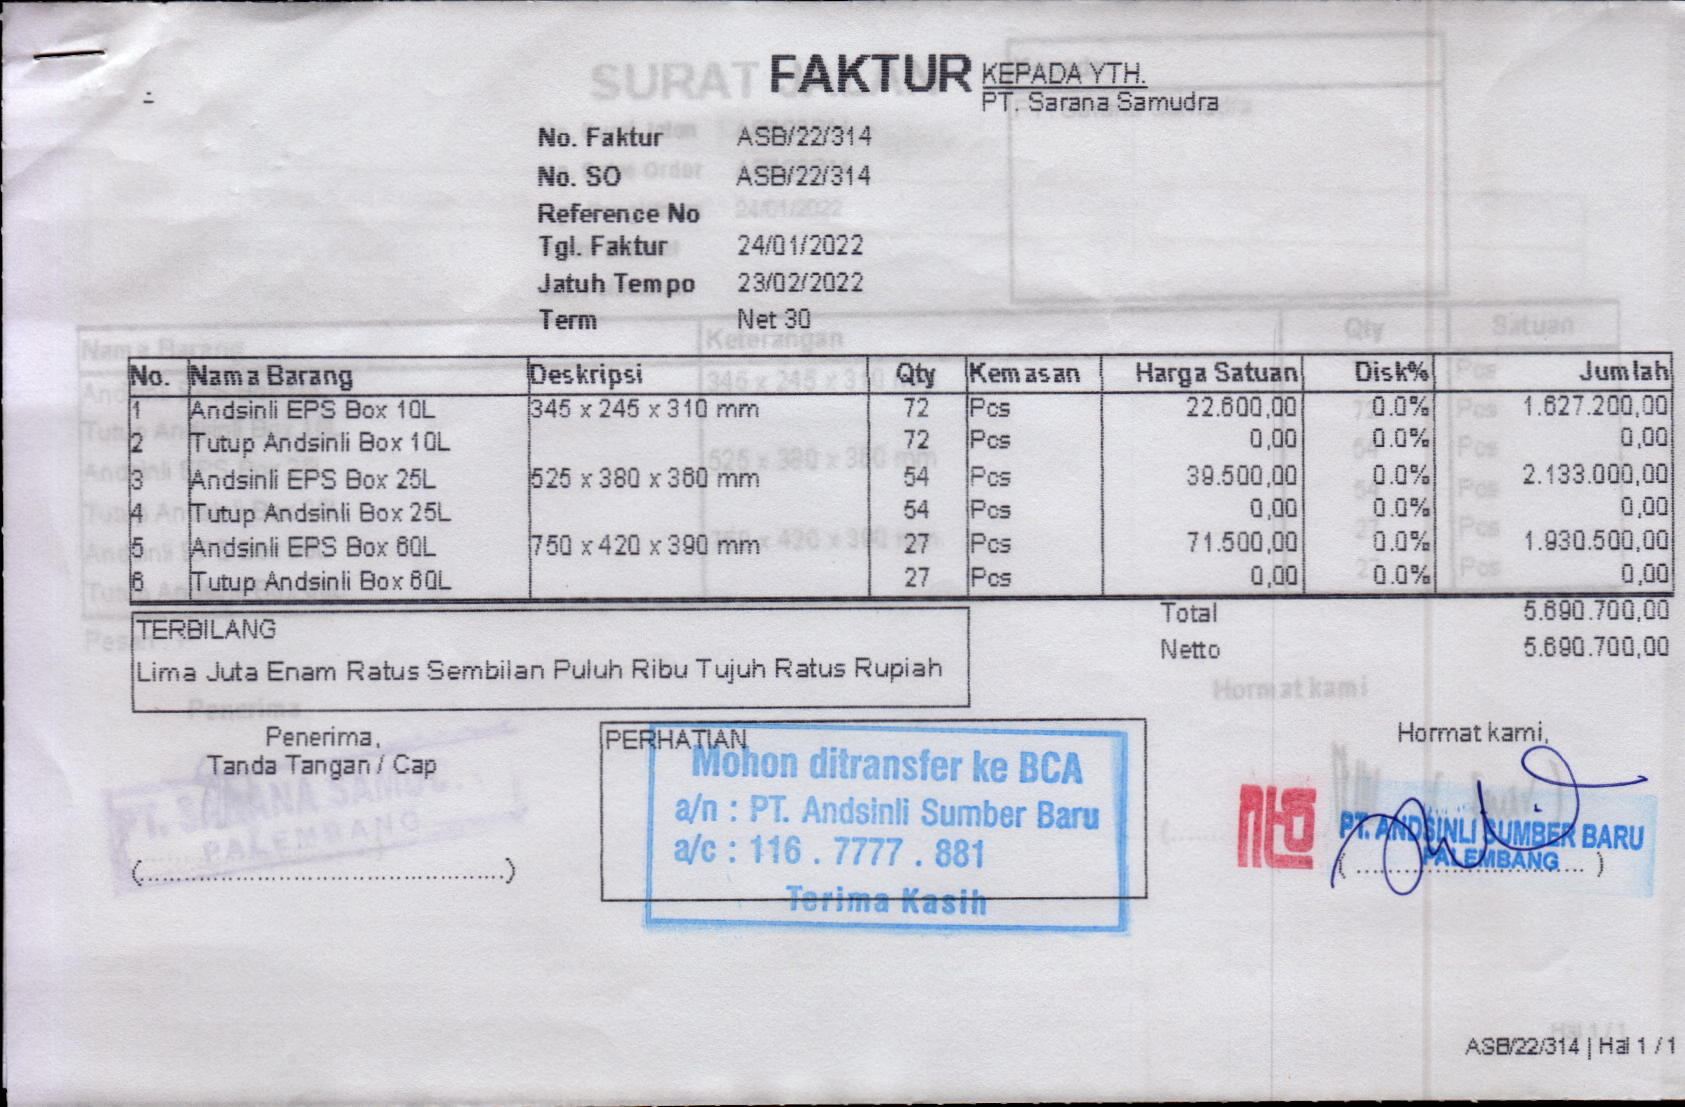 FAKTUR
KEPADA YTH.
PT. Sarana Samudra
No. Faktur ASB/22/314
No. SO ASB/22/314
Reference No
Tgl. Faktur 24/01/2022
Jatuh Tempo 23/02/2022
Term Net 30
No. Nama Barang Deskripsi Qty Kemasan Harga Satuan Disk% Jumlah
1 Andsinli EPS Box 10L 345 x 245 x 310 mm 72 Pcs 22.600,00 0.0% 1.627.200,00
2 Tutup Andsinli Box 10L 72 Pcs 0,00 0.0% 0,00
3 Andsinli EPS Box 25L 525 x 380 x 360 mm 54 Pcs 39.500,00 0.0% 2.133.000,00
4 Tutup Andsinli Box 25L 54 Pcs 0,00 0.0% 0,00
5 Andsinli EPS Box 60L 750 x 420 x 390 mm 27 Pcs 71.500,00 0.0% 1.930.500,00
6 Tutup Andsinli Box 60L 27 Pcs 0,00 0.0% 0,00
Total 5.690.700,00
Netto 5.690.700,00
TERBILANG
Lima Juta Enam Ratus Sembilan Puluh Ribu Tujuh Ratus Rupiah
Penerima,
Tanda Tangan / Cap
PT. SARANA SAMUDRA
PALEMBANG
(................................................)
PERHATIAN
Mohon ditransfer ke BCA
a/n : PT. Andsinli Sumber Baru
a/c : 116 . 7777 . 881
Terima Kasih
Hormat kami,
PT. ANDSINLI SUMBER BARU
PALEMBANG
(................................)
ASB/22/314 | Hal 1 / 1